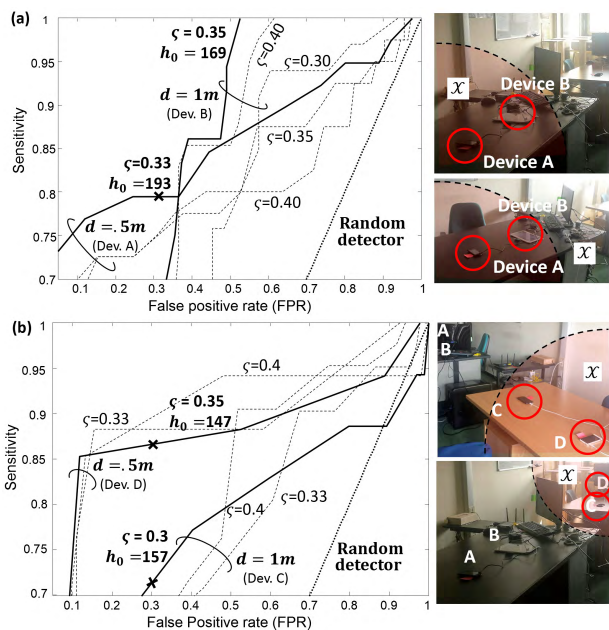 (a)
1
0.95
0.9
0.85
0.8
0.75
0.7
Sensitivity
0.1 0.2 0.3 0.4 0.5 0.6 0.7 0.8 0.9 1
False positive rate (FPR)
ς=0.35
h₀=169
d=1m
(Dev. B)
ς=0.40
ς=0.30
ς=0.35
ς=0.40
ς=0.33
h₀=193
d=.5m
(Dev. A)
Random
detector
x
Device B
Device A
Device B
Device A
x
(b)
1
0.95
0.9
0.85
0.8
0.75
0.7
Sensitivity
0.1 0.2 0.3 0.4 0.5 0.6 0.7 0.8 0.9 1
False Positive rate (FPR)
ς=0.4
ς=0.33
ς=0.35
h₀=147
d=.5m
(Dev. D)
ς=0.33
ς=0.4
ς=0.3
h₀=157
d=1m
(Dev. C)
Random
detector
A
B
x
C
D
x
D
C
B
A